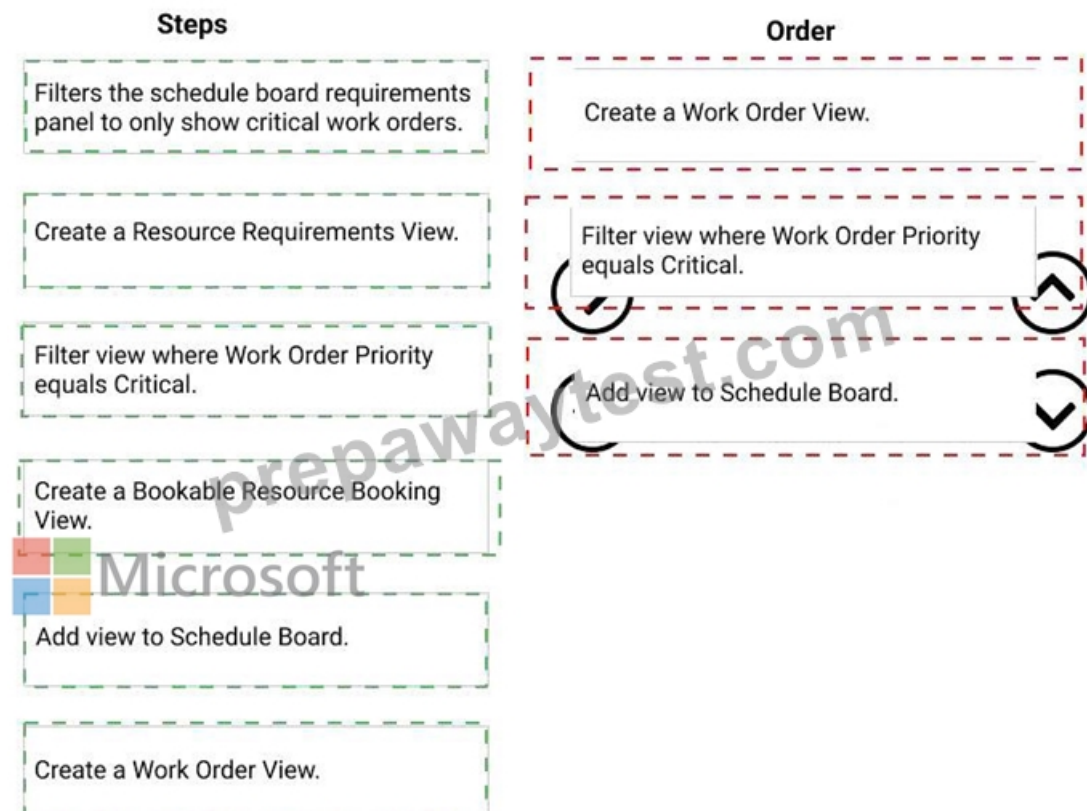 Steps
Filters the schedule board requirements
panel to only show critical work orders.
Create a Resource Requirements View.
Filter view where Work Order Priority
equals Critical.
Create a Bookable Resource Booking
View.
Microsoft
Add view to Schedule Board.
Create a Work Order View.
Order
Create a Work Order View.
Filter view where Work Order Priority
equals Critical.
Add view to Schedule Board.
prepawaytest.com